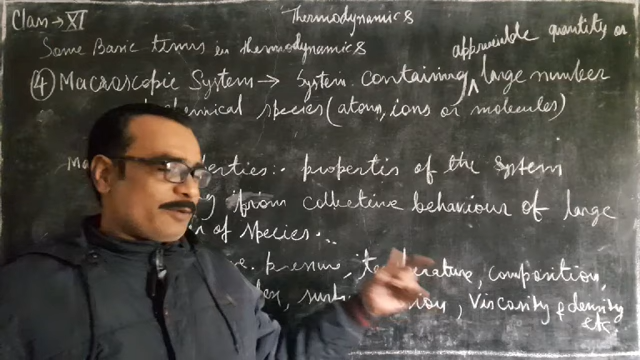 Class → XI
Thermodynamics
Some Basic terms in thermodynamics
appreciable quantity or
④ Macroscopic System → System containing ∧ large number
chemical species (atoms, ions or molecules)
properties of the system
from collective behaviour of large
of species.
pressure, temperature, composition,
Viscosity & density
etc.